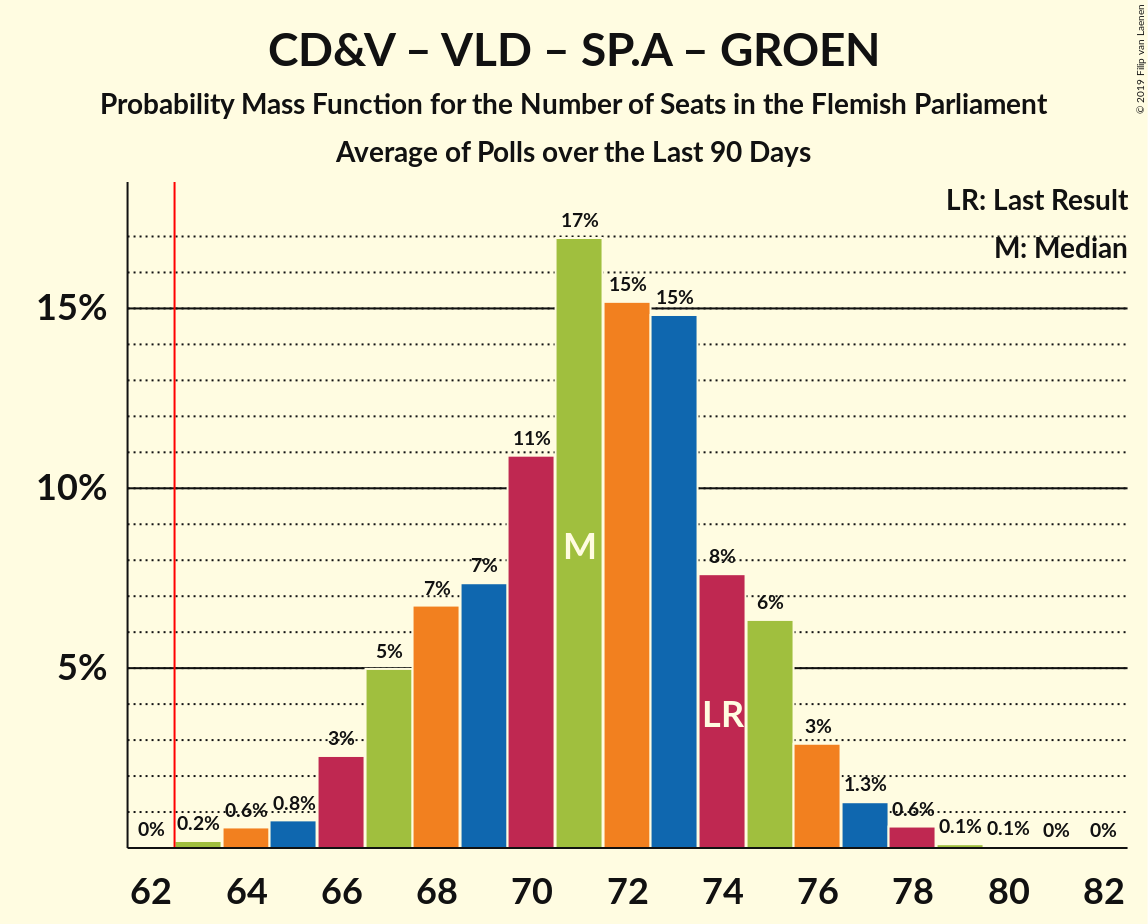 CD&V – VLD – SP.A – GROEN
Probability Mass Function for the Number of Seats in the Flemish Parliament
Average of Polls over the Last 90 Days
© 2019 Filip van Laenen
LR: Last Result
M: Median
17%
15%
15%
15%
11%
10%
M
8%
7%
7%
6%
5%
5%
LR
3%
3%
1.3%
0.8%
0.6%
0.6%
0.2%
0.1%
0.1%
0%
0%
0%
62 64 66 68 70 72 74 76 78 80 82